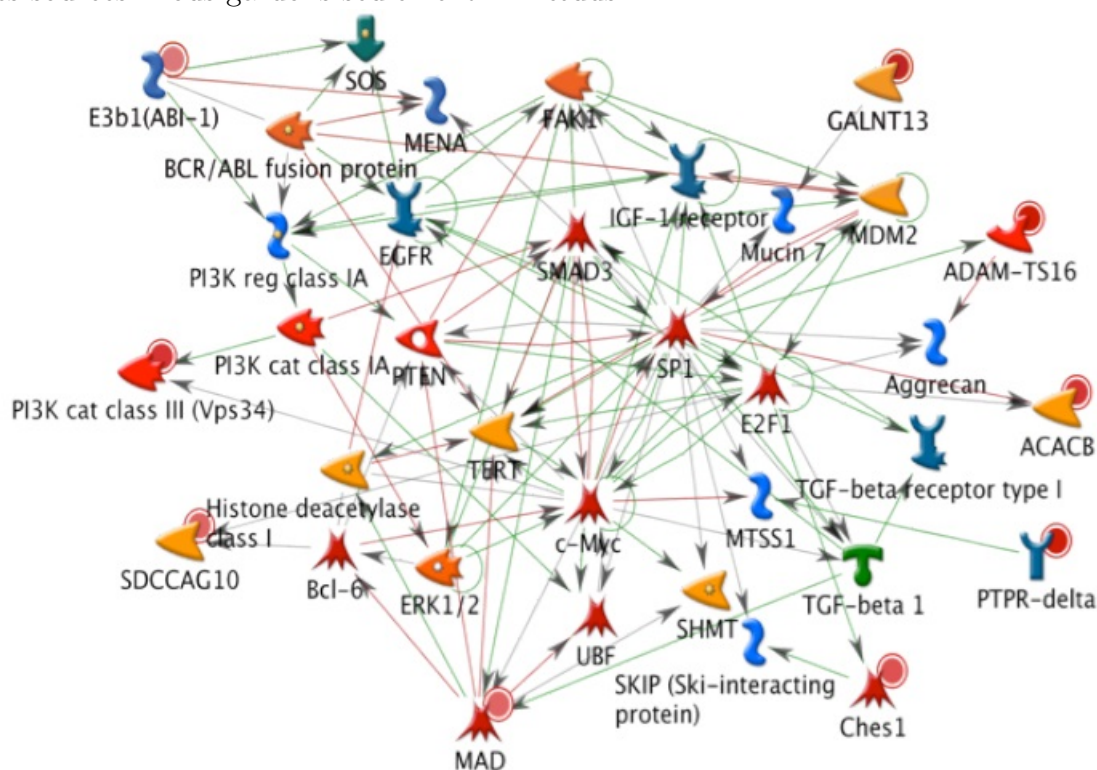 SOS
E3b1(ABI-1)
MENA
FAK1
GALNT13
BCR/ABL fusion protein
IGF-1 receptor
EGFR
Mucin 7
MDM2
PI3K reg class IA
SMAD3
ADAM-TS16
PI3K cat class IA
PTEN
SP1
Aggrecan
PI3K cat class III (Vps34)
E2F1
ACACB
TERT
TGF-beta receptor type I
Histone deacetylase
class I
MTSS1
c-Myc
SDCCAG10
Bcl-6
ERK1/2
TGF-beta 1
PTPR-delta
SHMT
UBF
SKIP (Ski-interacting
protein)
Ches1
MAD